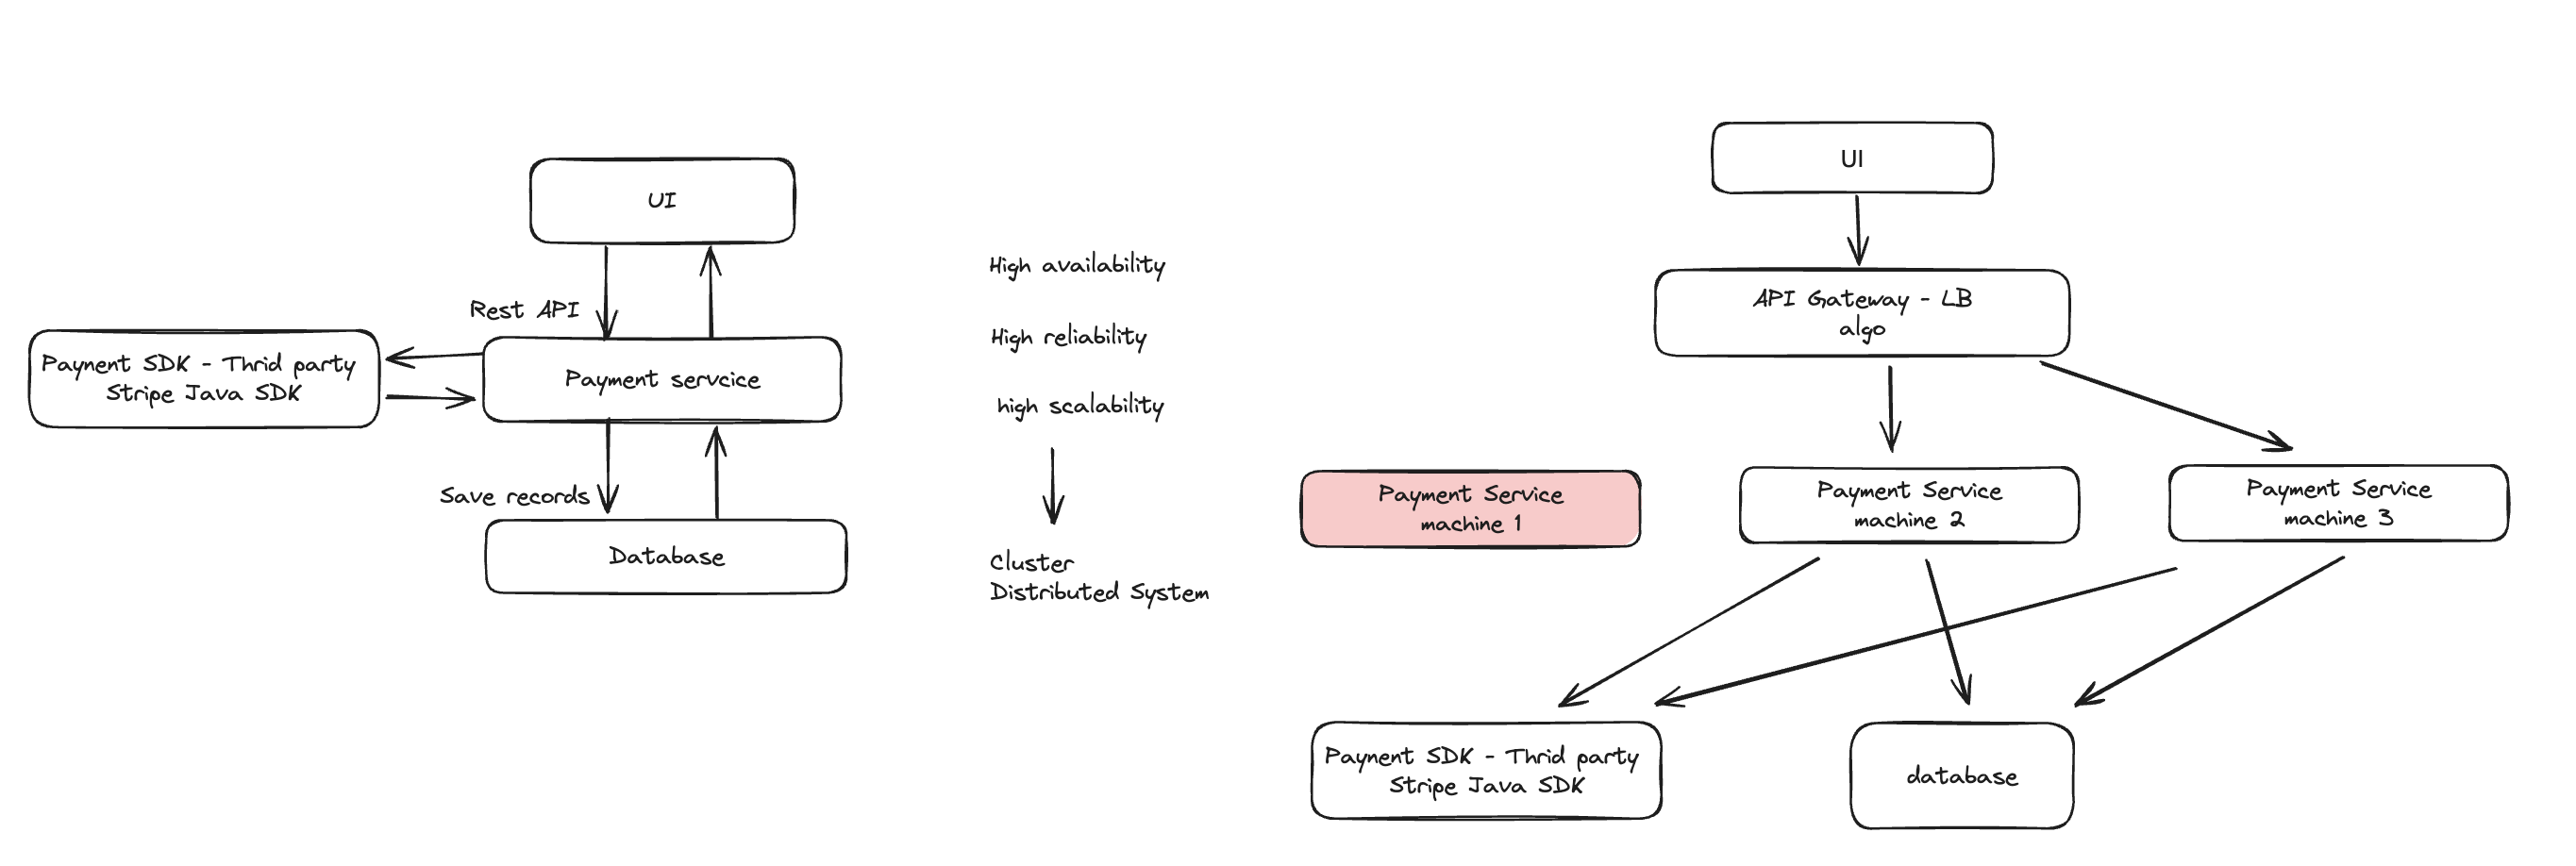 UI
Rest API
Paynent SDK - Thrid party
Stripe Java SDK
Payment servcice
Save records
Database
High availability
High reliability
high scalability
Cluster
Distributed System
UI
API Gateway - LB
algo
Payment Service
machine 1
Payment Service
machine 2
Payment Service
machine 3
Paynent SDK - Thrid party
Stripe Java SDK
database